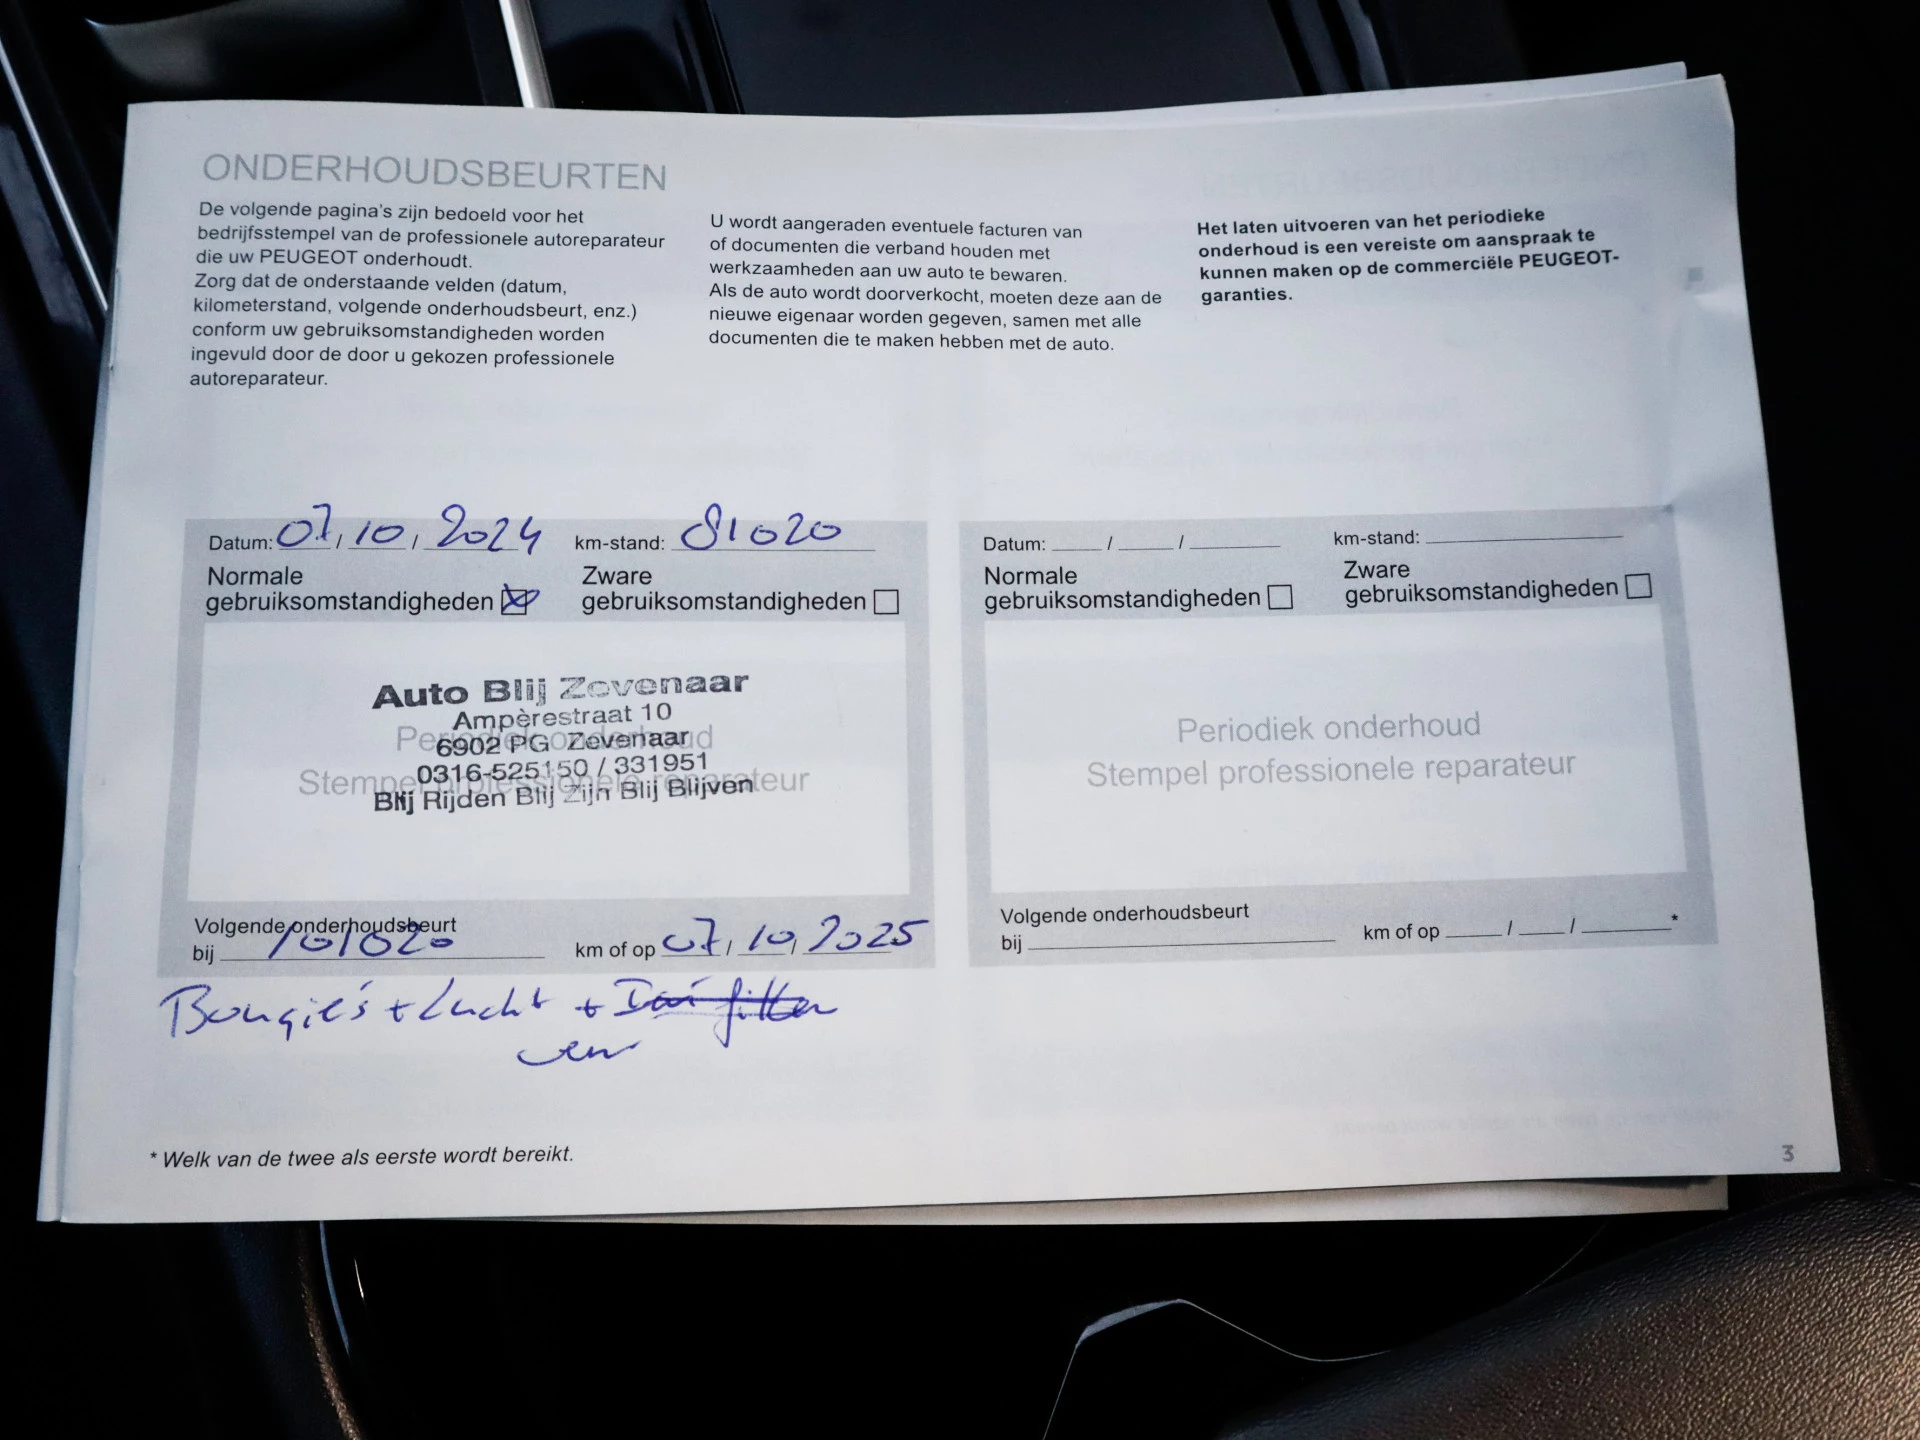 ONDERHOUDSBEURTEN
De volgende pagina's zijn bedoeld voor het
bedrijfsstempel van de professionele autoreparateur
die uw PEUGEOT onderhoudt.
Zorg dat de onderstaande velden (datum,
kilometerstand, volgende onderhoudsbeurt, enz.)
conform uw gebruiksomstandigheden worden
ingevuld door de door u gekozen professionele
autoreparateur.
U wordt aangeraden eventuele facturen van
of documenten die verband houden met
werkzaamheden aan uw auto te bewaren.
Als de auto wordt doorverkocht, moeten deze aan de
nieuwe eigenaar worden gegeven, samen met alle
documenten die te maken hebben met de auto.
Het laten uitvoeren van het periodieke
onderhoud is een vereiste om aanspraak te
kunnen maken op de commerciële PEUGEOT-
garanties.
Datum: 07 / 10 / 2024 km-stand: 81020
Normale
gebruiksomstandigheden
Zware
gebruiksomstandigheden
Periodiek onderhoud
Stempel professionele reparateur
Auto Blij Zevenaar
Ampèrestraat 10
6902 PG Zevenaar
0316-525150 / 331951
Blij Rijden Blij Zijn Blij Blijven
Volgende onderhoudsbeurt
bij 101020 km of op 07 / 10 / 2025
Bougie's + Lucht +
Datum: / / km-stand:
Normale
gebruiksomstandigheden
Zware
gebruiksomstandigheden
Periodiek onderhoud
Stempel professionele reparateur
Volgende onderhoudsbeurt
bij km of op / / *
* Welk van de twee als eerste wordt bereikt.
3